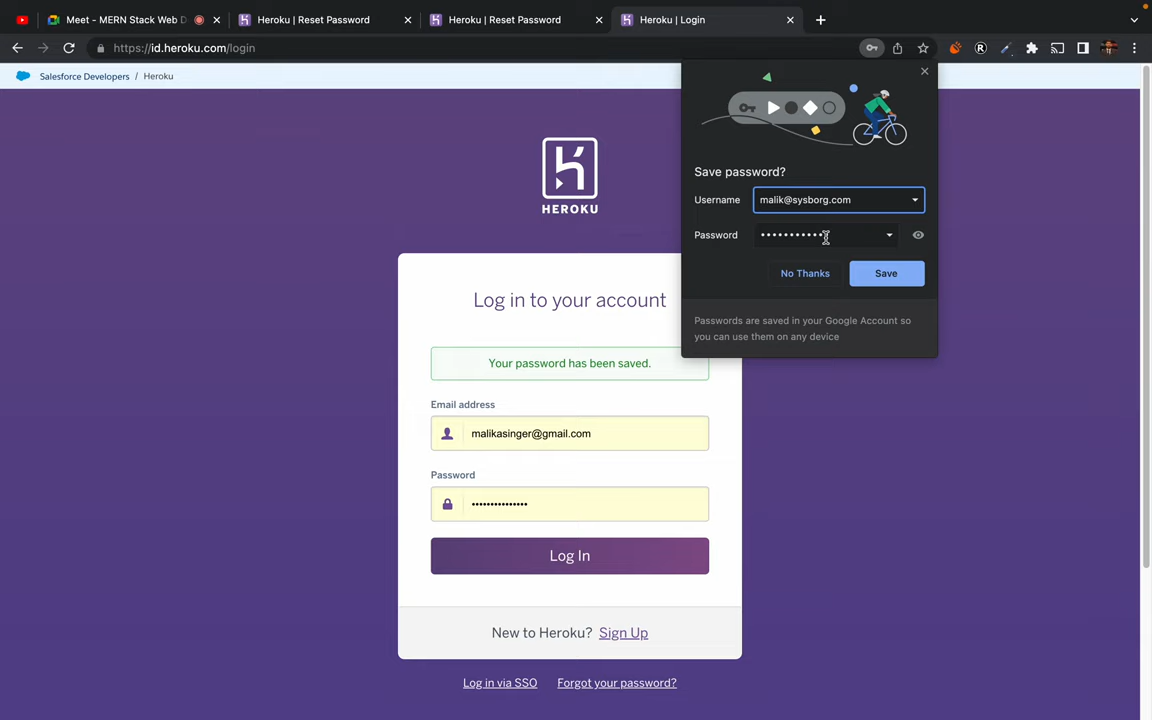 Meet - MERN Stack Web D
Heroku | Reset Password
Heroku | Reset Password
Heroku | Login
https://id.heroku.com/login
Salesforce Developers / Heroku
HEROKU
Save password?
Username malik@sysborg.com
Password ••••••••••••
No Thanks Save
Passwords are saved in your Google Account so
you can use them on any device
Log in to your account
Your password has been saved.
Email address
malikasinger@gmail.com
Password
•••••••••••••••
Log In
New to Heroku? Sign Up
Log in via SSO Forgot your password?